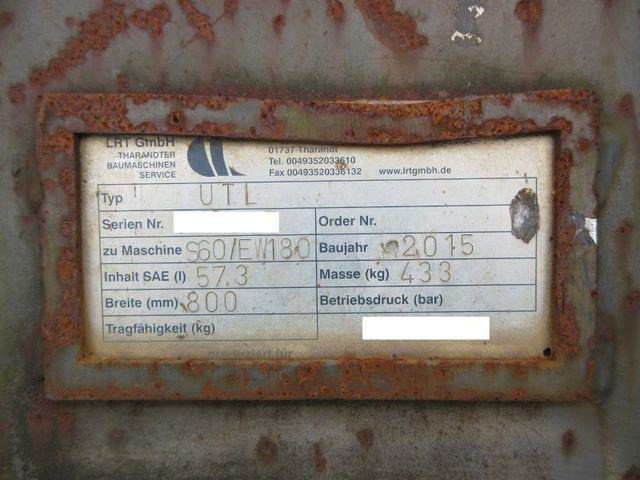 LRT GmbH
THARANDTER
BAUMASCHINEN
SERVICE
01737 Tharandt
Tel. 0049352033610
Fax 00493520336132 www.lrtgmbh.de
Typ UTL
Serien Nr. Order Nr.
zu Maschine S60/EW180 Baujahr 2015
Inhalt SAE (l) 57.3 Masse (kg) 433
Breite (mm) 800 Betriebsdruck (bar)
Tragfähigkeit (kg)